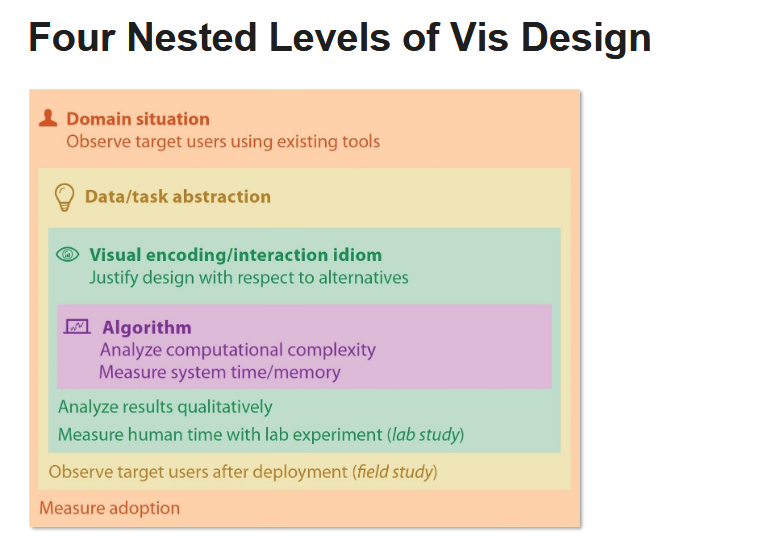 Four Nested Levels of Vis Design
Domain situation
Observe target users using existing tools
Data/task abstraction
Visual encoding/interaction idiom
Justify design with respect to alternatives
Algorithm
Analyze computational complexity
Measure system time/memory
Analyze results qualitatively
Measure human time with lab experiment (lab study)
Observe target users after deployment (field study)
Measure adoption